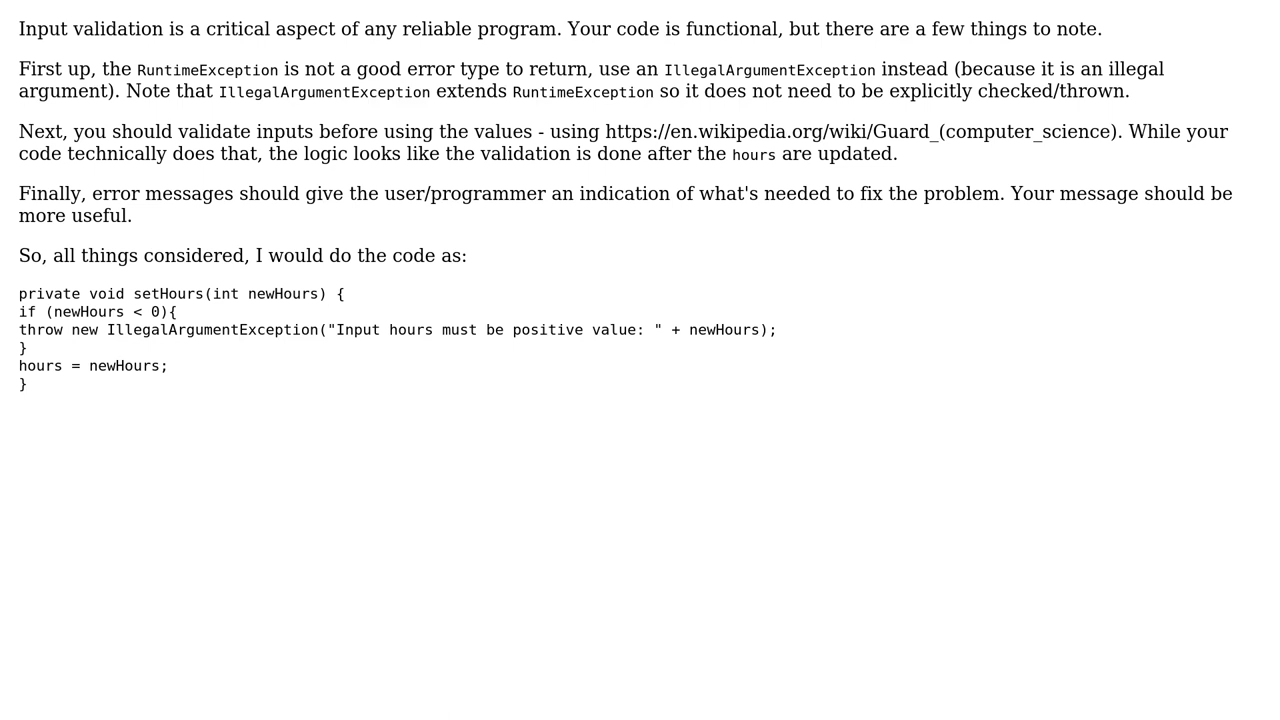 Input validation is a critical aspect of any reliable program. Your code is functional, but there are a few things to note.
First up, the RuntimeException is not a good error type to return, use an IllegalArgumentException instead (because it is an illegal
argument). Note that IllegalArgumentException extends RuntimeException so it does not need to be explicitly checked/thrown.
Next, you should validate inputs before using the values - using https://en.wikipedia.org/wiki/Guard_(computer_science). While your
code technically does that, the logic looks like the validation is done after the hours are updated.
Finally, error messages should give the user/programmer an indication of what's needed to fix the problem. Your message should be
more useful.
So, all things considered, I would do the code as:
private void setHours(int newHours) {
if (newHours < 0){
throw new IllegalArgumentException("Input hours must be positive value: " + newHours);
}
hours = newHours;
}